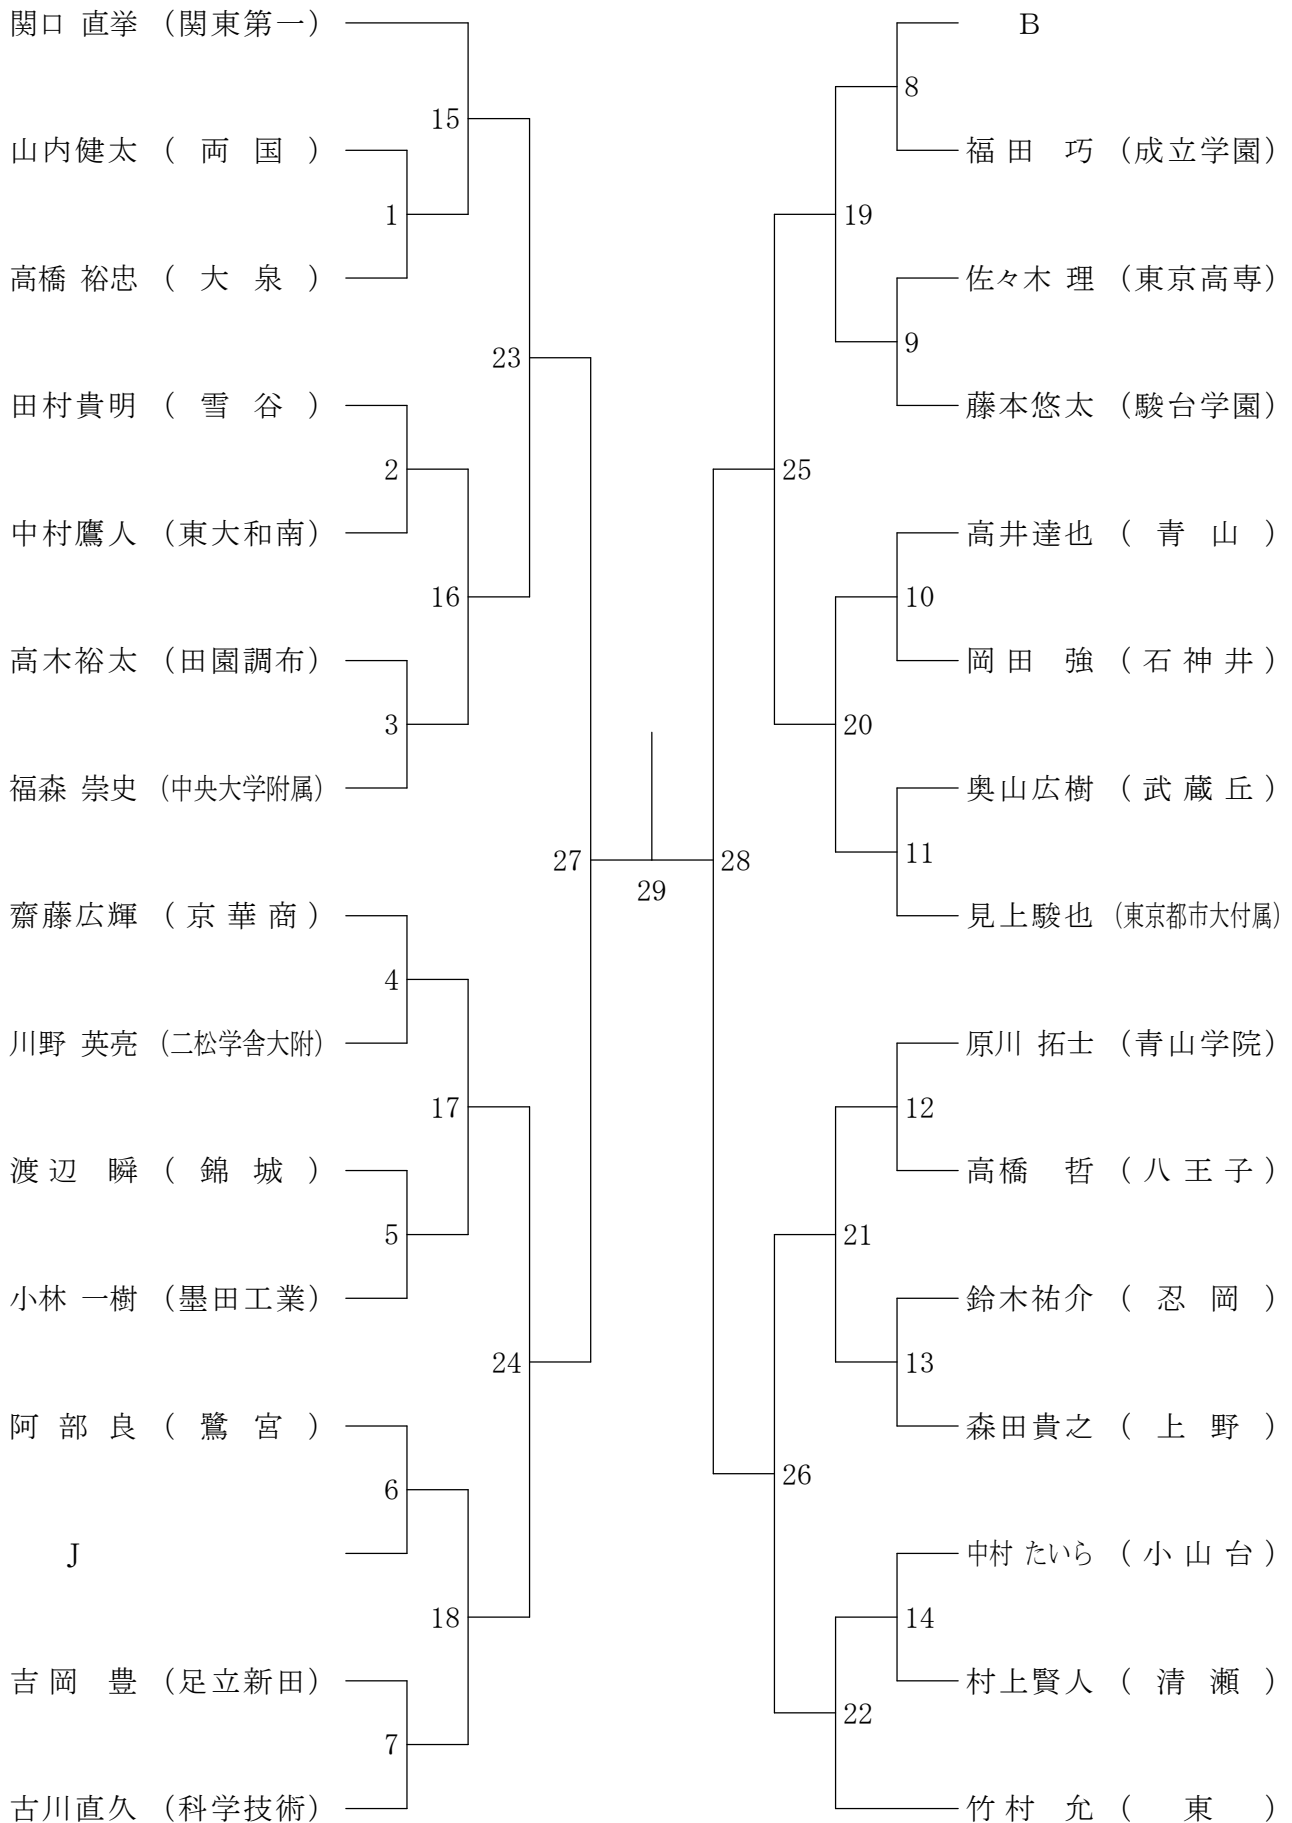 関口 直挙 (関東第一)
山内健太 ( 両 国 )
高橋 裕忠 ( 大 泉 )
田村貴明 ( 雪 谷 )
中村鷹人 (東大和南)
高木裕太 (田園調布)
福森 崇史 (中央大学附属)
齋藤広輝 ( 京 華 商 )
川野 英亮 (二松学舎大附)
渡辺 瞬 ( 錦 城 )
小林 一樹 (墨田工業)
阿 部 良 ( 鷺 宮 )
J
吉 岡 豊 (足立新田)
古川直久 (科学技術)
1
2
3
4
5
6
7
15
16
17
18
23
24
27
29
28
25
26
19
20
21
22
8
9
10
11
12
13
14
B
福 田 巧 (成立学園)
佐々木 理 (東京高専)
藤本悠太 (駿台学園)
高井達也 ( 青 山 )
岡 田 強 ( 石 神 井 )
奥山広樹 ( 武 蔵 丘 )
見上駿也 (東京都市大付属)
原川 拓士 (青山学院)
高橋 哲 ( 八 王 子 )
鈴木祐介 ( 忍 岡 )
森田貴之 ( 上 野 )
中村 たいら ( 小 山 台 )
村上賢人 ( 清 瀬 )
竹 村 允 ( 東 )